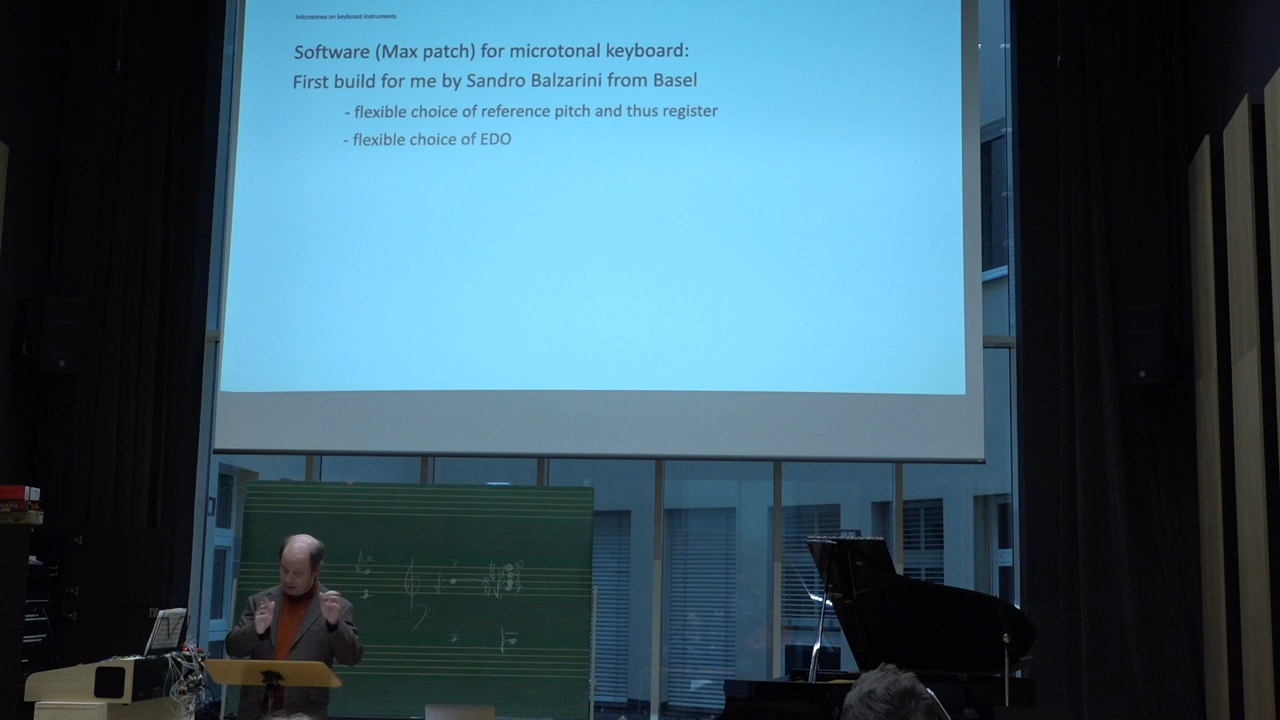 Microtones on keyboard instruments
Software (Max patch) for microtonal keyboard:
First build for me by Sandro Balzarini from Basel
- flexible choice of reference pitch and thus register
- flexible choice of EDO